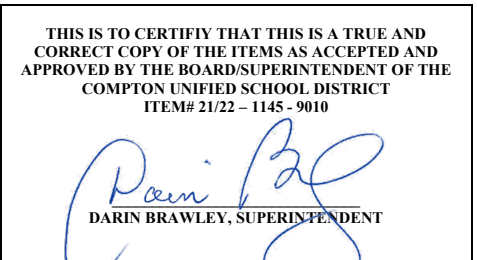 THIS IS TO CERTIFIY THAT THIS IS A TRUE AND
CORRECT COPY OF THE ITEMS AS ACCEPTED AND
APPROVED BY THE BOARD/SUPERINTENDENT OF THE
COMPTON UNIFIED SCHOOL DISTRICT
ITEM# 21/22 – 1145 - 9010
DARIN BRAWLEY, SUPERINTENDENT